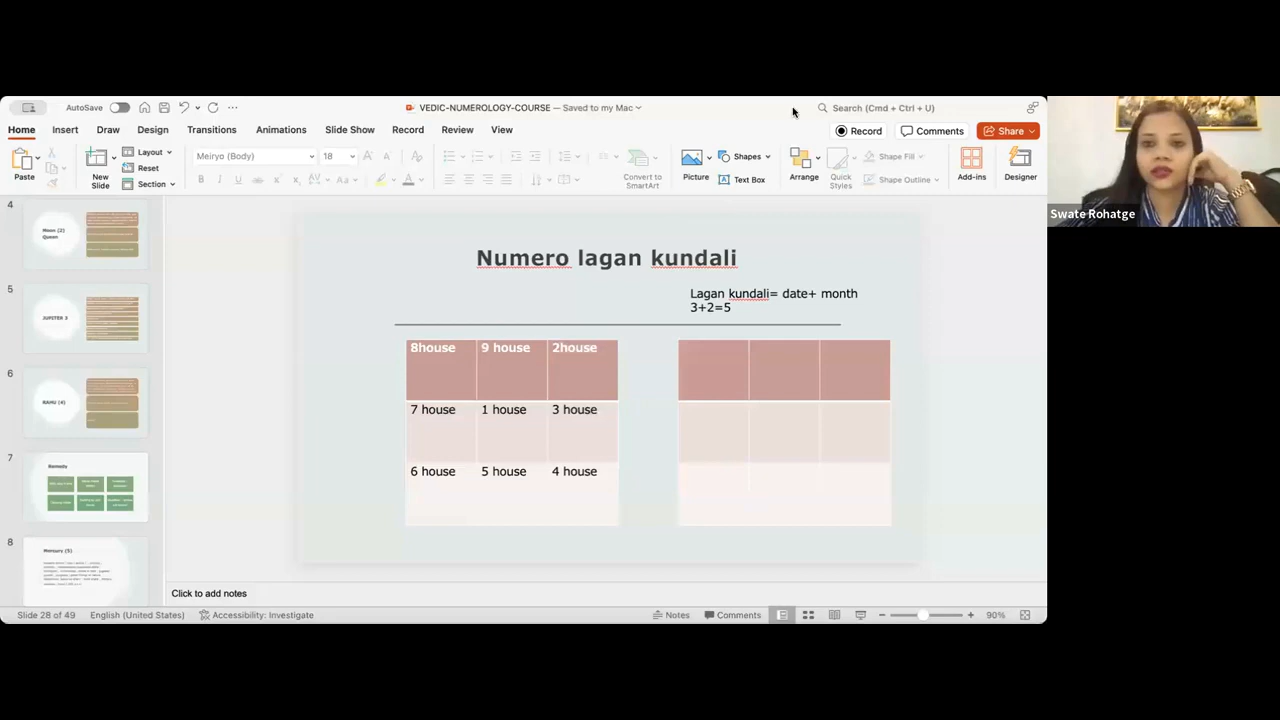 AutoSave
VEDIC-NUMEROLOGY-COURSE — Saved to my Mac
Search (Cmd + Ctrl + U)
Home Insert Draw Design Transitions Animations Slide Show Record Review View
Record Comments Share
Paste
New
Slide
Layout
Reset
Section
Meiryo (Body) 18
Convert to
SmartArt
Picture
Shapes
Text Box
Arrange
Quick
Styles
Shape Fill
Shape Outline
Add-ins
Designer
Swate Rohatge
4
Moon (2)
Queen
5
JUPITER 3
6
RAHU (4)
7
Remedy
8
Mercury (5)
Numero lagan kundali
Lagan kundali= date+ month
3+2=5
8house 9 house 2house
7 house 1 house 3 house
6 house 5 house 4 house
Click to add notes
Slide 28 of 49 English (United States) Accessibility: Investigate Notes Comments 90%